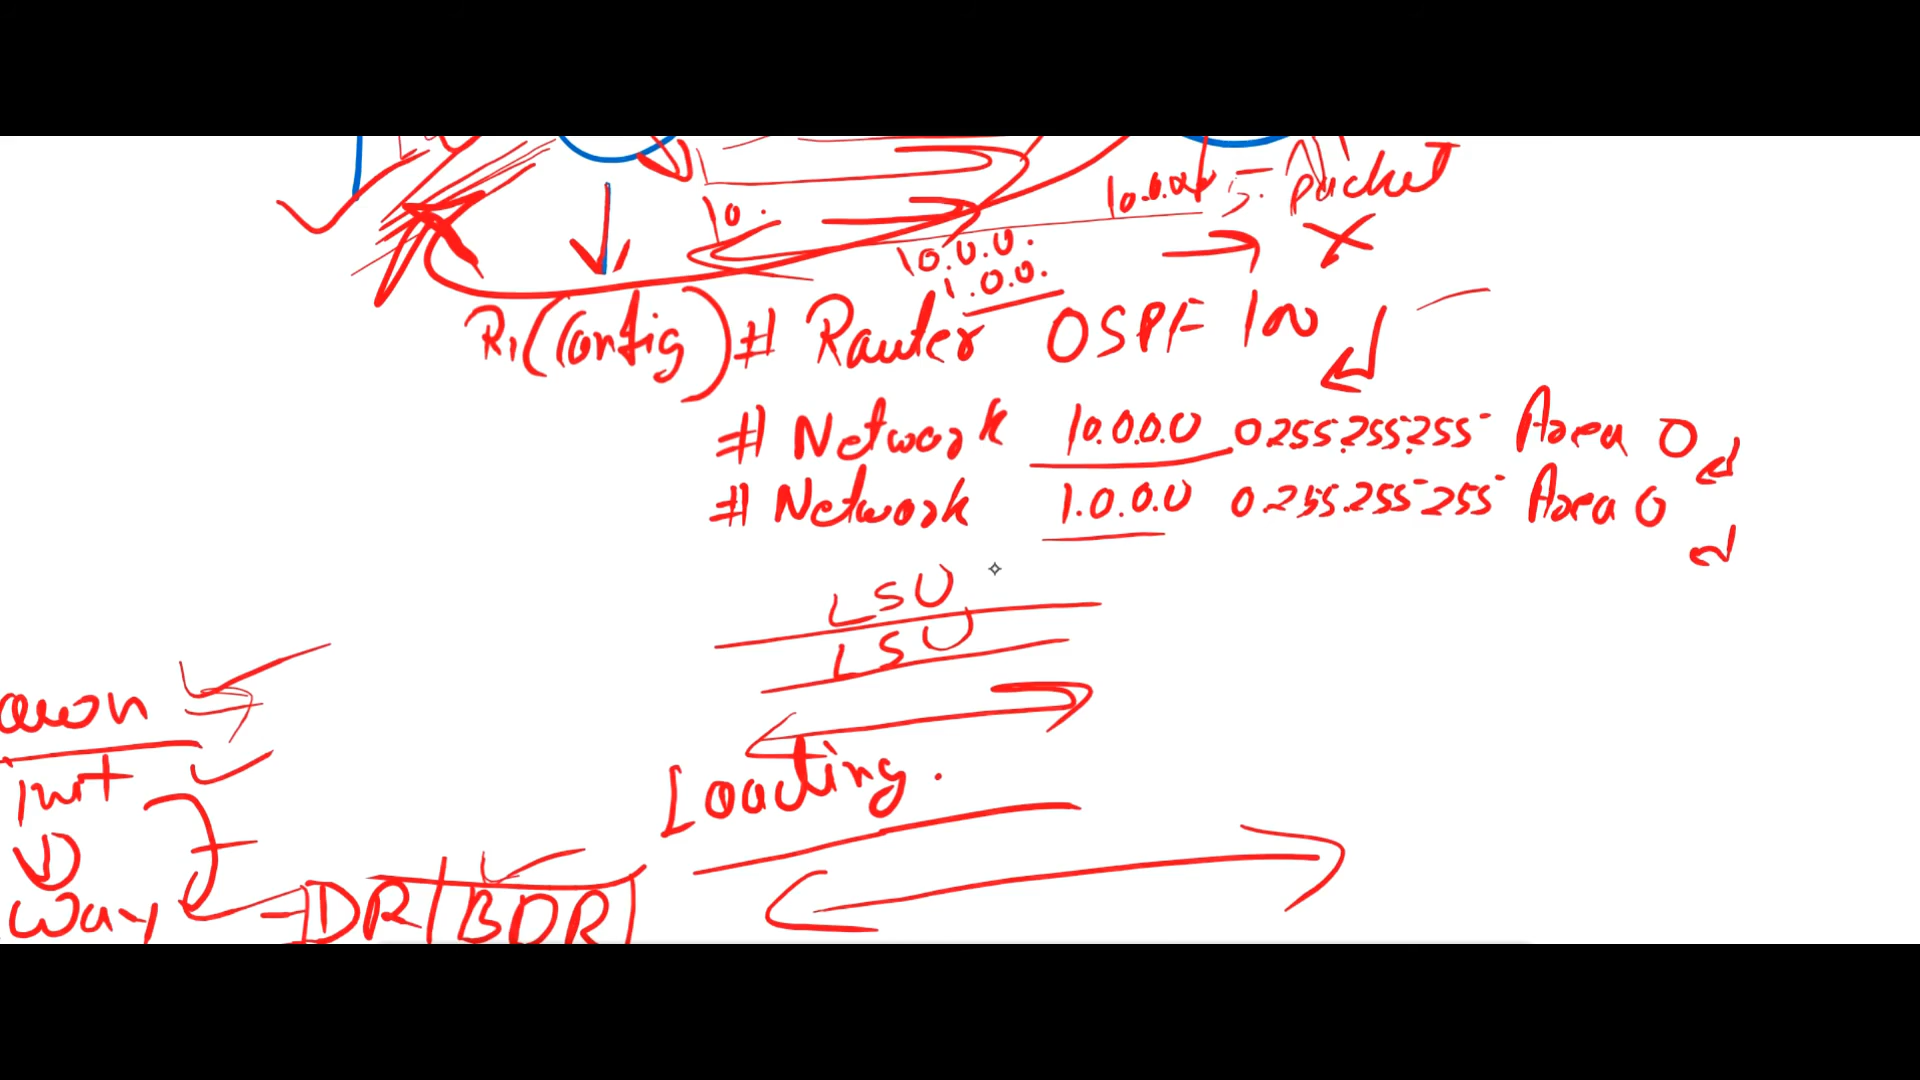 5. Packet
10.
10.0.0.
1.0.0.
R1(Config)# Router OSPF 100
# Network 10.0.0.0 0.255.255.255 Area 0
# Network 1.0.0.0 0.255.255.255 Area 0
LSU
LSU
Loading.
init
Way
DR/BDR